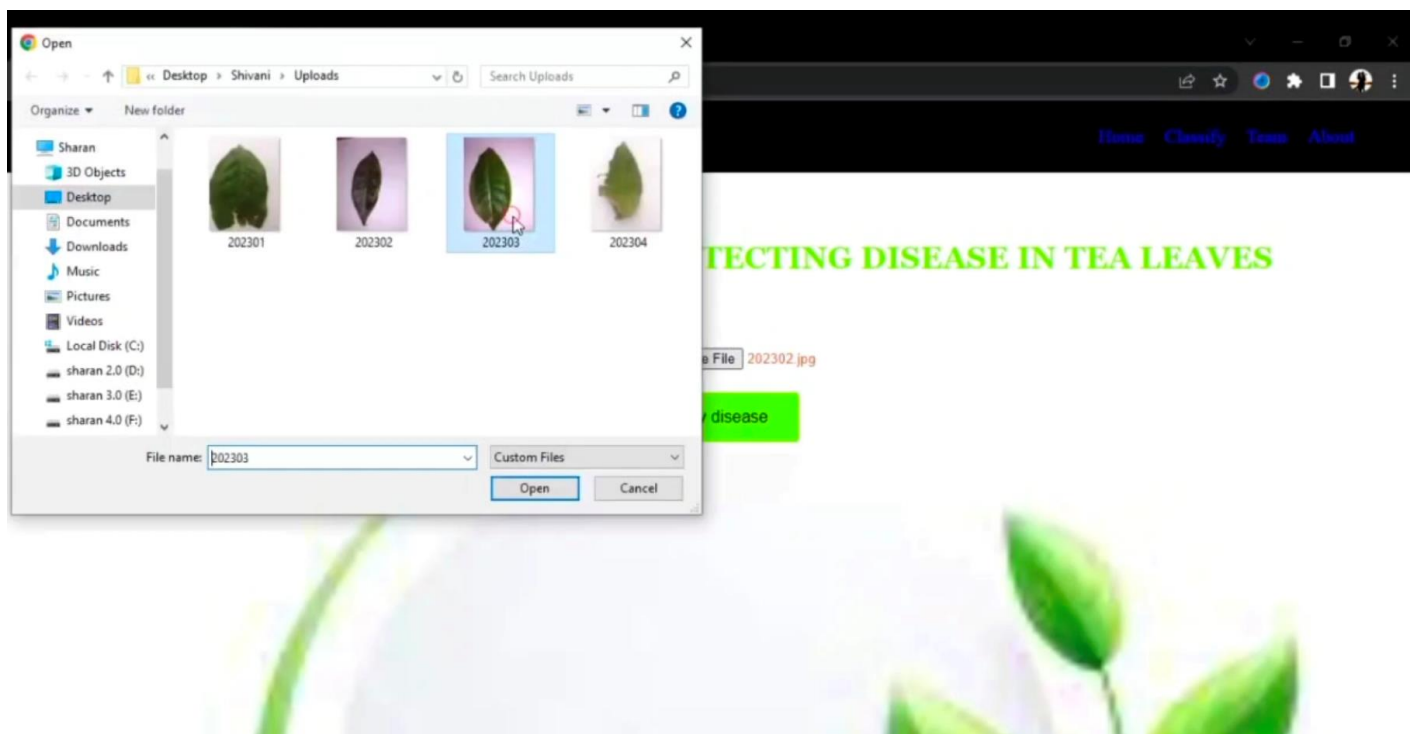 Open
« Desktop › Shivani › Uploads
Search Uploads
Organize
New folder
Sharan
3D Objects
Desktop
Documents
Downloads
Music
Pictures
Videos
Local Disk (C:)
sharan 2.0 (D:)
sharan 3.0 (E:)
sharan 4.0 (F:)
202301
202302
202303
202304
File name:
202303
Custom Files
Open
Cancel
Home
Classify
Team
About
TECTING DISEASE IN TEA LEAVES
e File
202302.jpg
y disease